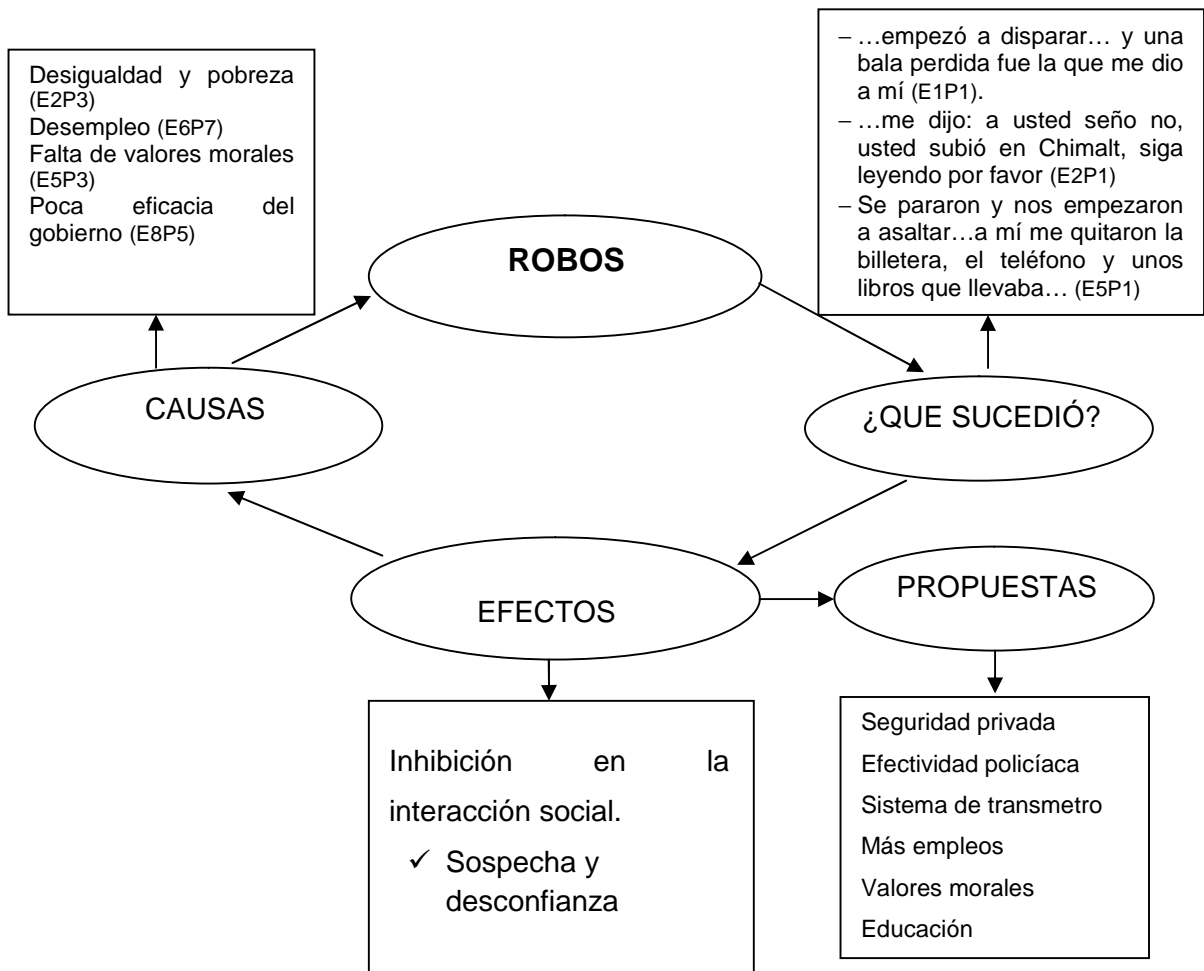 Desigualdad y pobreza
(E2P3)
Desempleo (E6P7)
Falta de valores morales
(E5P3)
Poca eficacia del
gobierno (E8P5)
– …empezó a disparar… y una
bala perdida fue la que me dio
a mí (E1P1).
– …me dijo: a usted seño no,
usted subió en Chimalt, siga
leyendo por favor (E2P1)
– Se pararon y nos empezaron
a asaltar…a mí me quitaron la
billetera, el teléfono y unos
libros que llevaba… (E5P1)
ROBOS
CAUSAS
¿QUE SUCEDIÓ?
EFECTOS
PROPUESTAS
Inhibición en la
interacción social.
✓ Sospecha y
desconfianza
Seguridad privada
Efectividad policíaca
Sistema de transmetro
Más empleos
Valores morales
Educación